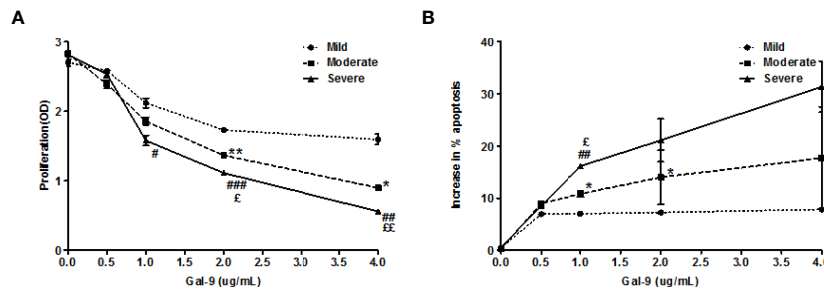 A
Proliferation(OD)
3
2
1
0
0.0 0.5 1.0 1.5 2.0 2.5 3.0 3.5 4.0
Gal-9 (ug/mL)
Mild
Moderate
Severe
#
**
###
£
*
##
££
B
Increase in % apoptosis
40
30
20
10
0
0.0 0.5 1.0 1.5 2.0 2.5 3.0 3.5 4.0
Gal-9 (ug/mL)
Mild
Moderate
Severe
£
##
*
*